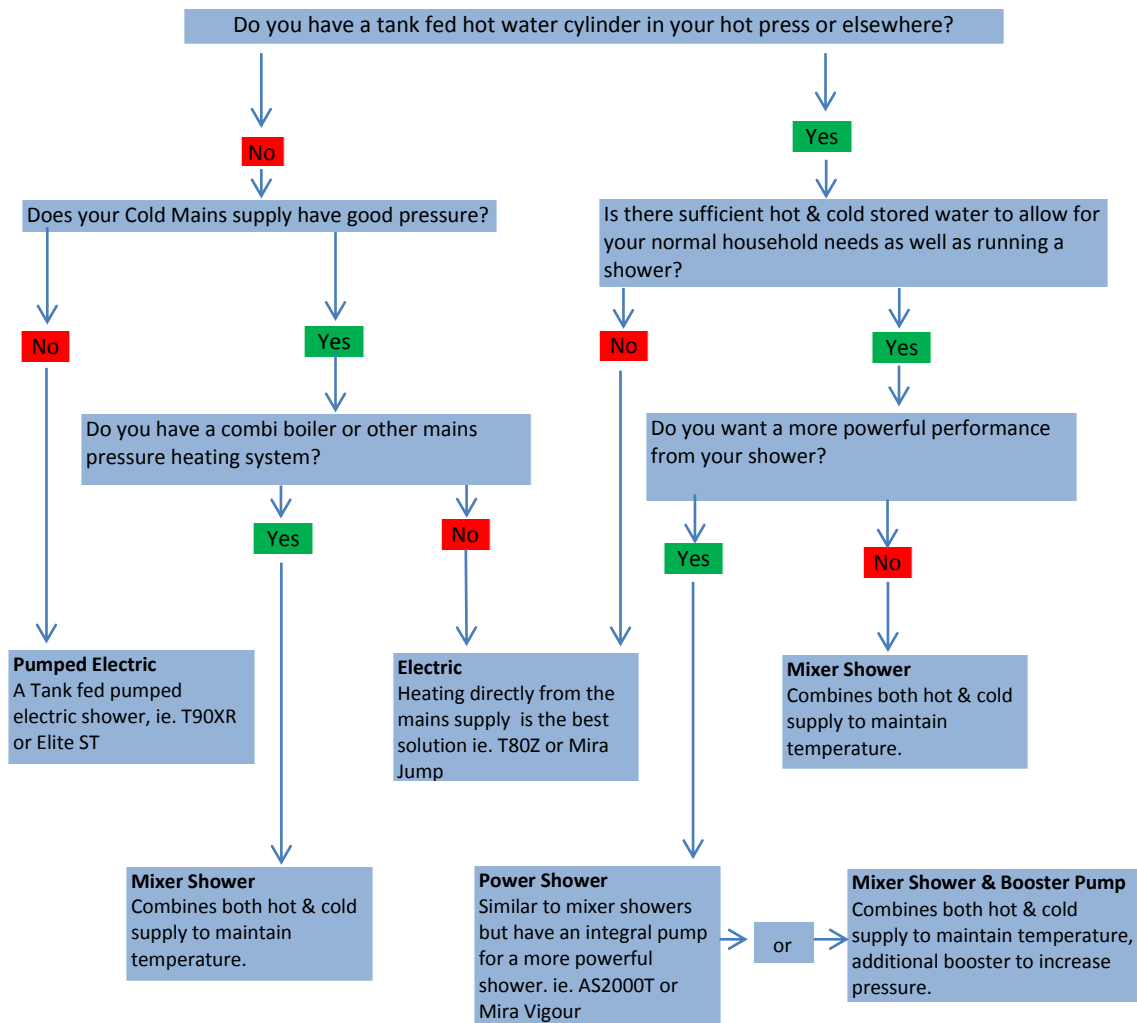 Do you have a tank fed hot water cylinder in your hot press or elsewhere?
No
Yes
Does your Cold Mains supply have good pressure?
Is there sufficient hot & cold stored water to allow for
your normal household needs as well as running a
shower?
No
Yes
No
Yes
Do you have a combi boiler or other mains
pressure heating system?
Do you want a more powerful performance
from your shower?
Yes
No
Yes
No
Pumped Electric
A Tank fed pumped
electric shower, ie. T90XR
or Elite ST
Electric
Heating directly from the
mains supply is the best
solution ie. T80Z or Mira
Jump
Mixer Shower
Combines both hot & cold
supply to maintain
temperature.
Mixer Shower
Combines both hot & cold
supply to maintain
temperature.
Power Shower
Similar to mixer showers
but have an integral pump
for a more powerful
shower. ie. AS2000T or
Mira Vigour
or
Mixer Shower & Booster Pump
Combines both hot & cold
supply to maintain temperature,
additional booster to increase
pressure.